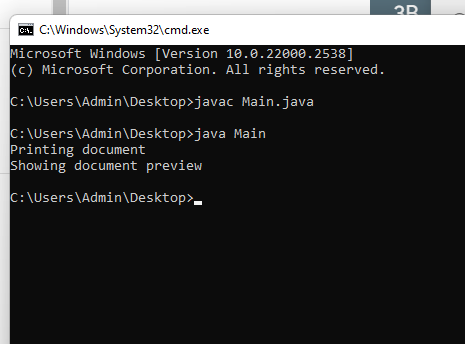 3B
C:\Windows\System32\cmd.exe
Microsoft Windows [Version 10.0.22000.2538]
(c) Microsoft Corporation. All rights reserved.
C:\Users\Admin\Desktop>javac Main.java
C:\Users\Admin\Desktop>java Main
Printing document
Showing document preview
C:\Users\Admin\Desktop>